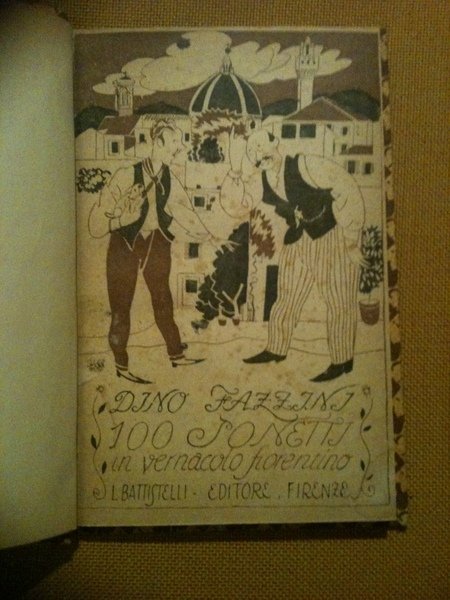 DINO FAZZINI
100 SONETTI
in vernacolo fiorentino
L. BATTISTELLI - EDITORE. FIRENZE